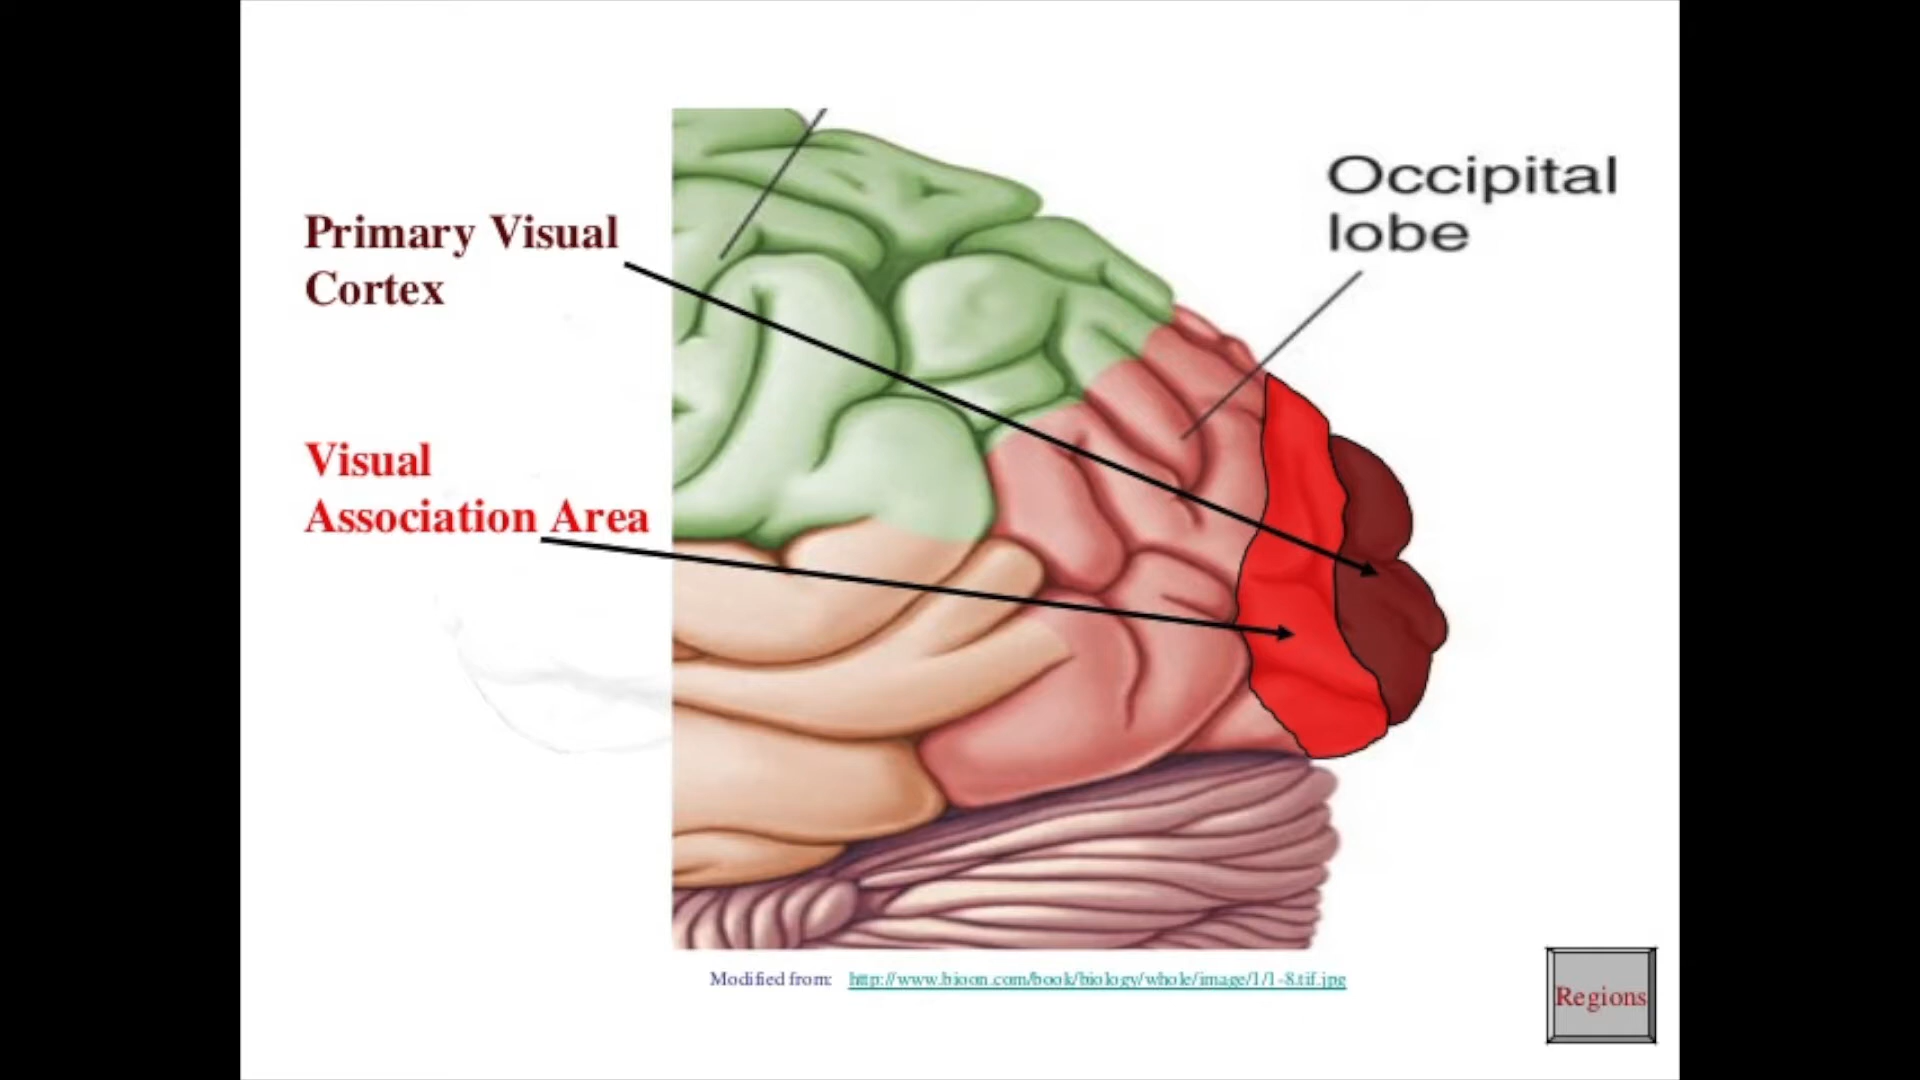 Primary Visual
Cortex
Visual
Association Area
Occipital
lobe
Modified from: http://www.bioon.com/book/biology/whole/image/1/1-8.tif.jpg
Regions